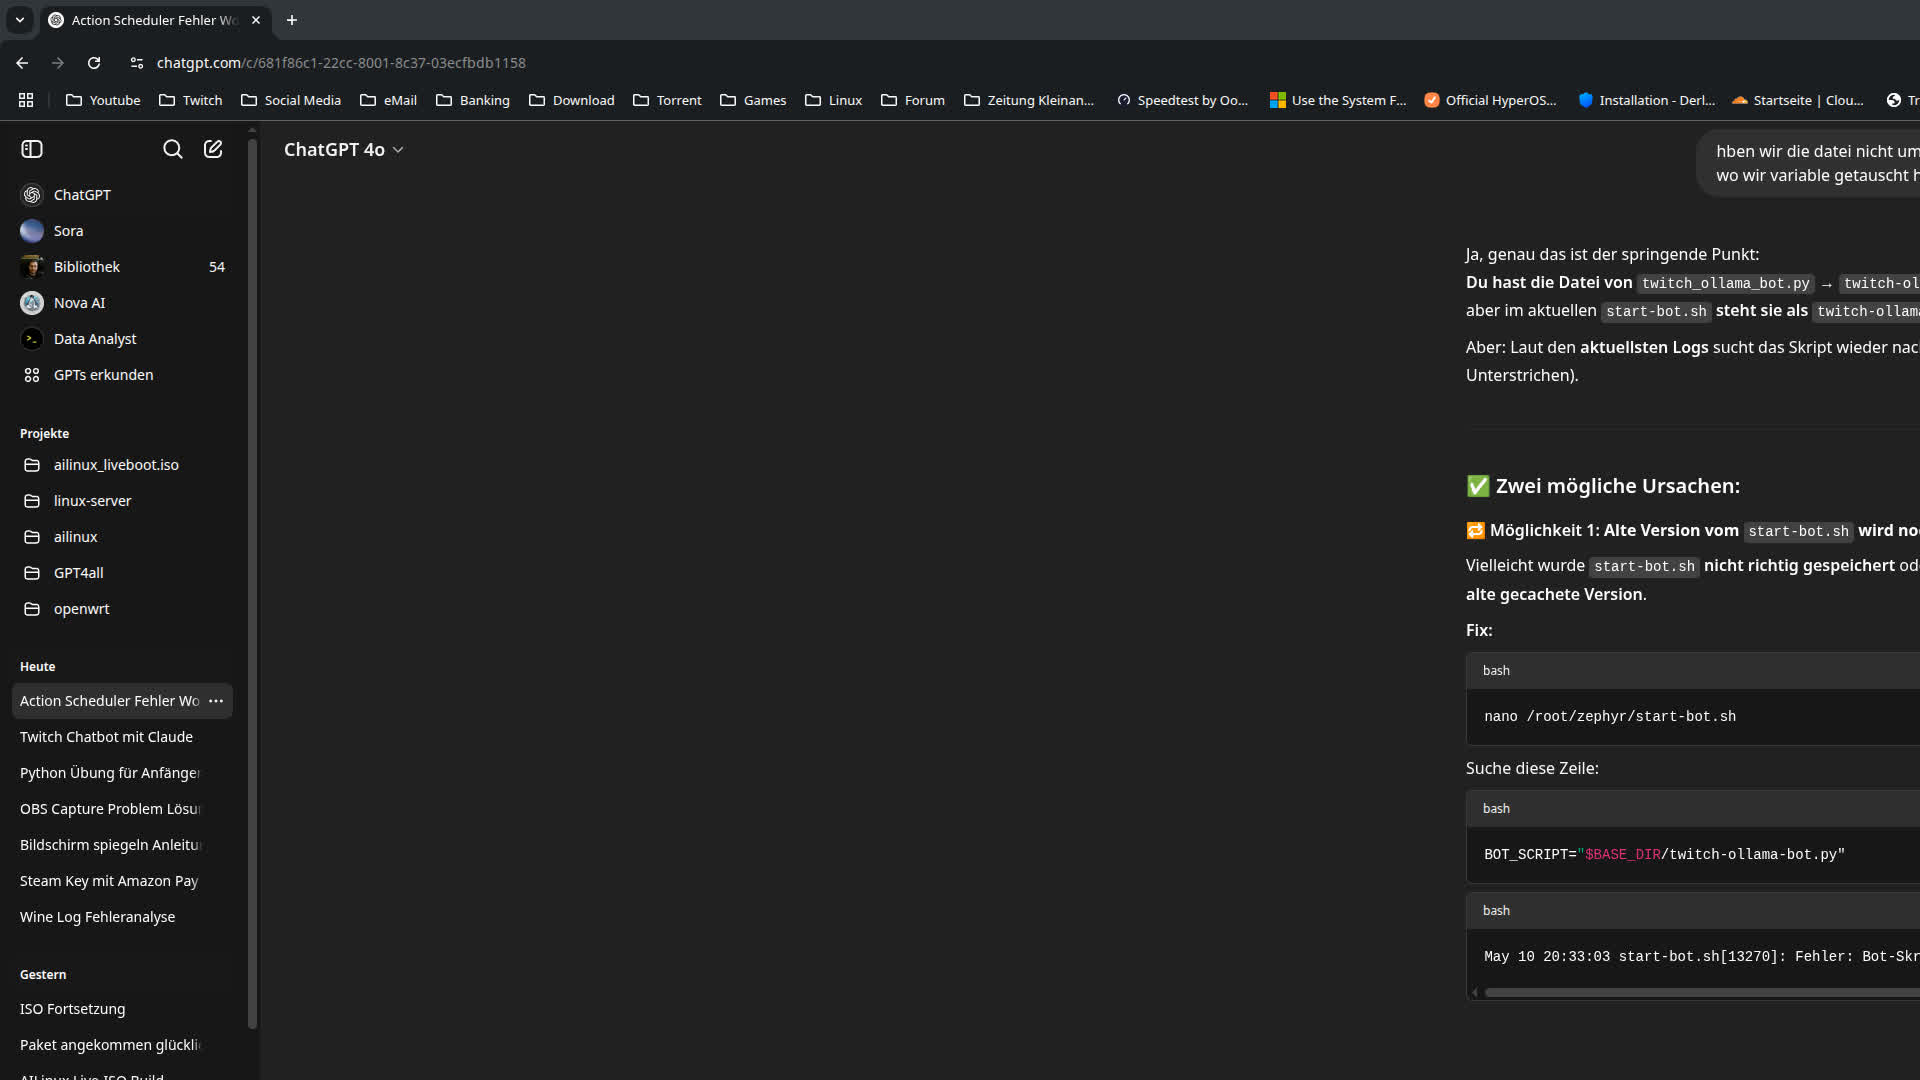 Action Scheduler Fehler Wo
chatgpt.com/c/681f86c1-22cc-8001-8c37-03ecfbdb1158
Youtube Twitch Social Media eMail Banking Download Torrent Games Linux Forum Zeitung Kleinan... Speedtest by Oo... Use the System F... Official HyperOS... Installation - Derl... Startseite | Clou... Tr
ChatGPT
Sora
Bibliothek 54
Nova AI
Data Analyst
GPTs erkunden
Projekte
ailinux_liveboot.iso
linux-server
ailinux
GPT4all
openwrt
Heute
Action Scheduler Fehler Wo
Twitch Chatbot mit Claude
Python Übung für Anfänger
OBS Capture Problem Lösu
Bildschirm spiegeln Anleitu
Steam Key mit Amazon Pay
Wine Log Fehleranalyse
Gestern
ISO Fortsetzung
Paket angekommen glückli
AILinux Live ISO Build
ChatGPT 4o
hben wir die datei nicht um
wo wir variable getauscht h
Ja, genau das ist der springende Punkt:
Du hast die Datei von twitch_ollama_bot.py → twitch-ol
aber im aktuellen start-bot.sh steht sie als twitch-ollama
Aber: Laut den aktuellsten Logs sucht das Skript wieder nac
Unterstrichen).
✅ Zwei mögliche Ursachen:
🔁 Möglichkeit 1: Alte Version vom start-bot.sh wird no
Vielleicht wurde start-bot.sh nicht richtig gespeichert od
alte gecachete Version.
Fix:
bash
nano /root/zephyr/start-bot.sh
Suche diese Zeile:
bash
BOT_SCRIPT="$BASE_DIR/twitch-ollama-bot.py"
bash
May 10 20:33:03 start-bot.sh[13270]: Fehler: Bot-Skr